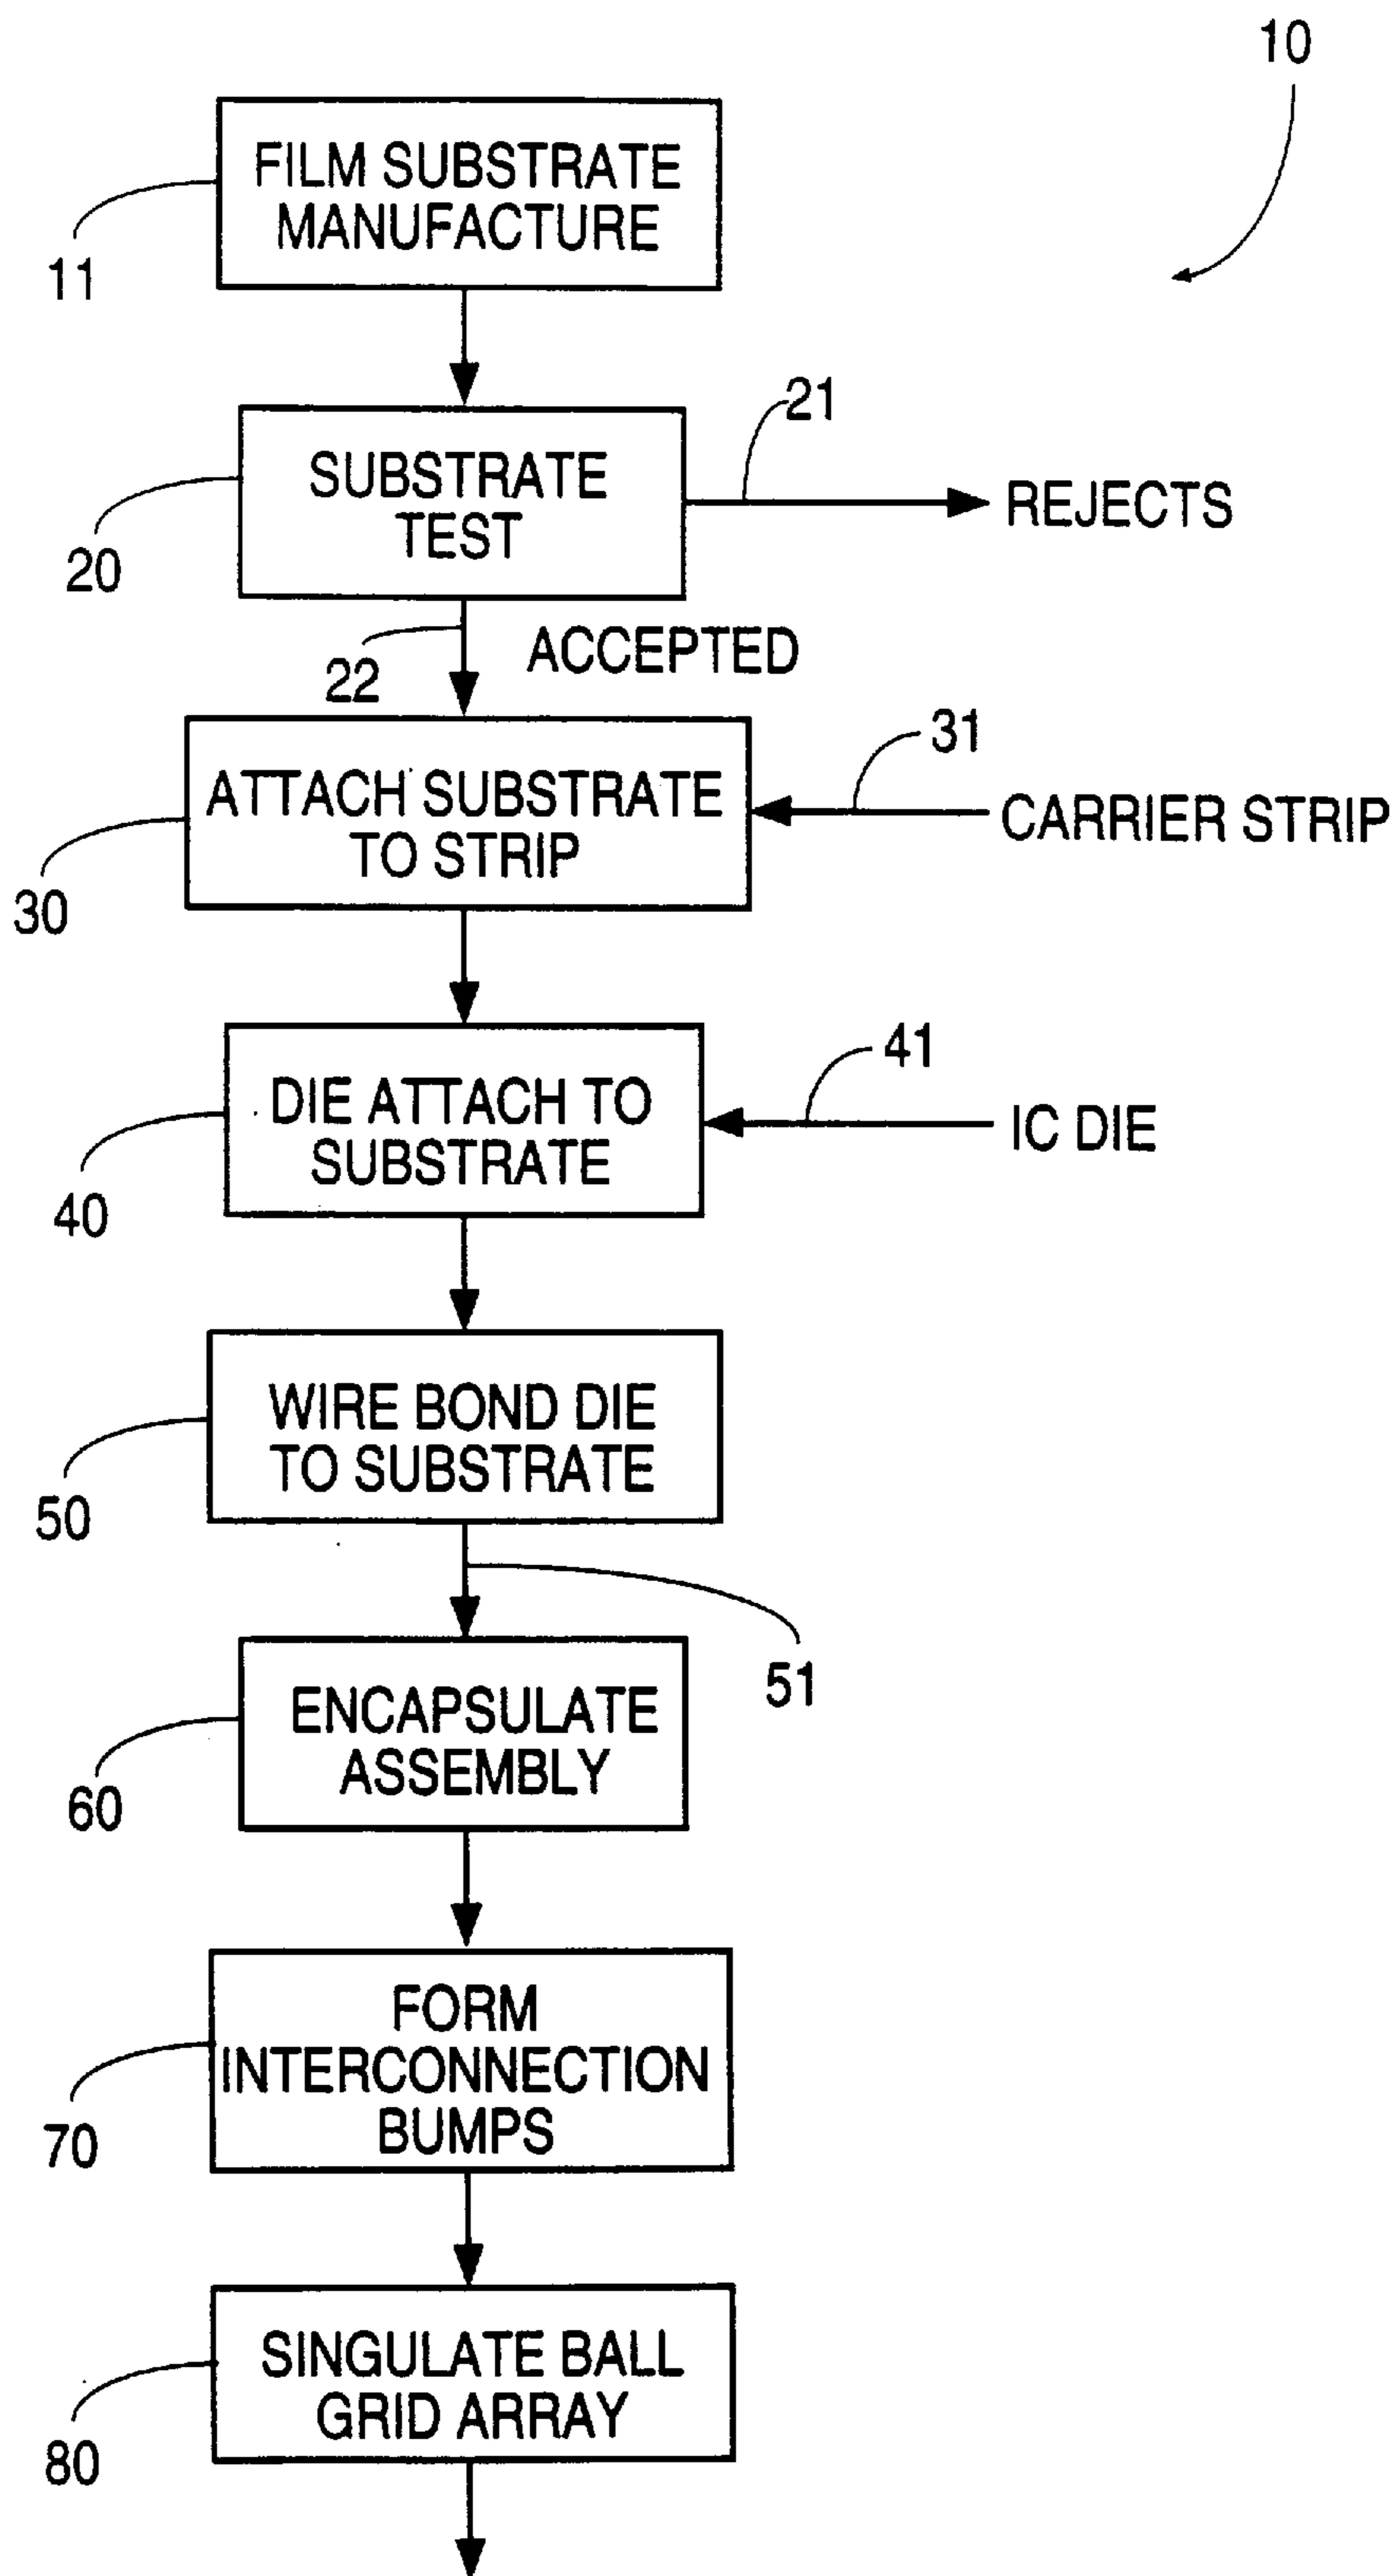 10
FILM SUBSTRATE
MANUFACTURE
11
21
SUBSTRATE
TEST
REJECTS
20
ACCEPTED
22
31
ATTACH SUBSTRATE
TO STRIP
CARRIER STRIP
30
41
DIE ATTACH TO
SUBSTRATE
IC DIE
40
WIRE BOND DIE
TO SUBSTRATE
50
51
ENCAPSULATE
ASSEMBLY
60
FORM
INTERCONNECTION
BUMPS
70
SINGULATE BALL
GRID ARRAY
80